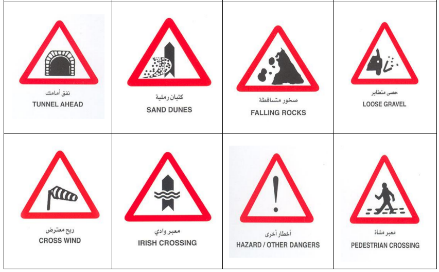 نفق أمامك
TUNNEL AHEAD
كثبان رملية
SAND DUNES
صخور متساقطة
FALLING ROCKS
حصى متطاير
LOOSE GRAVEL
ريح معترض
CROSS WIND
معبر وادي
IRISH CROSSING
أخطار أخرى
HAZARD / OTHER DANGERS
معبر مشاة
PEDESTRIAN CROSSING